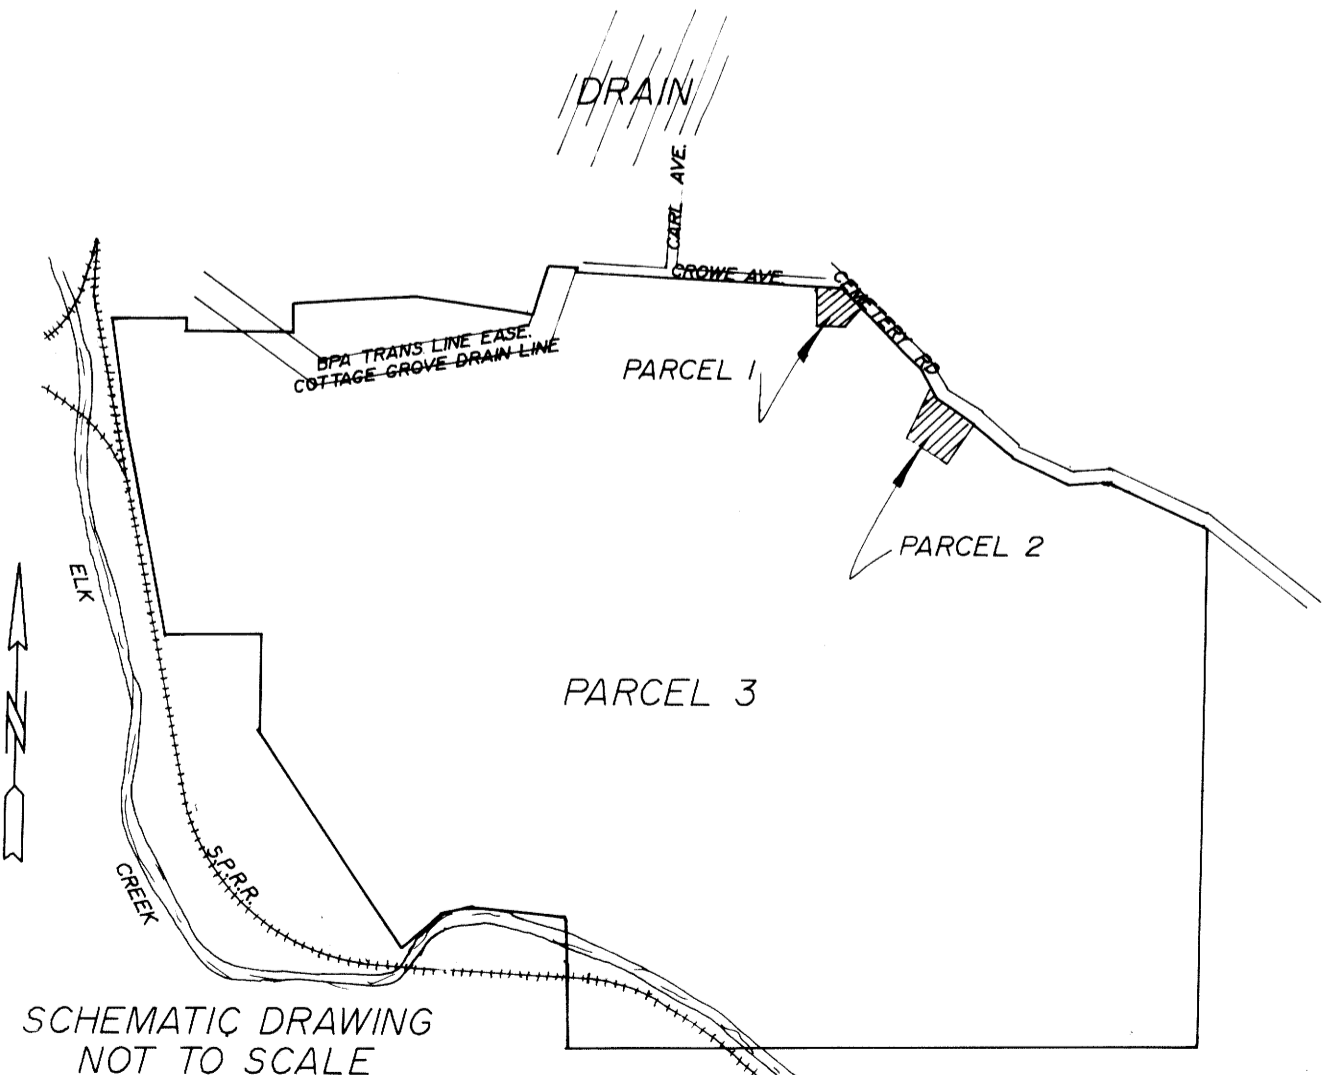 DRAIN
CARL AVE.
CROWE AVE.
CEMETERY RD
BPA TRANS. LINE EASE.
COTTAGE GROVE DRAIN LINE
PARCEL 1
PARCEL 2
ELK
N
PARCEL 3
S.P.R.R.
CREEK
SCHEMATIC DRAWING
NOT TO SCALE